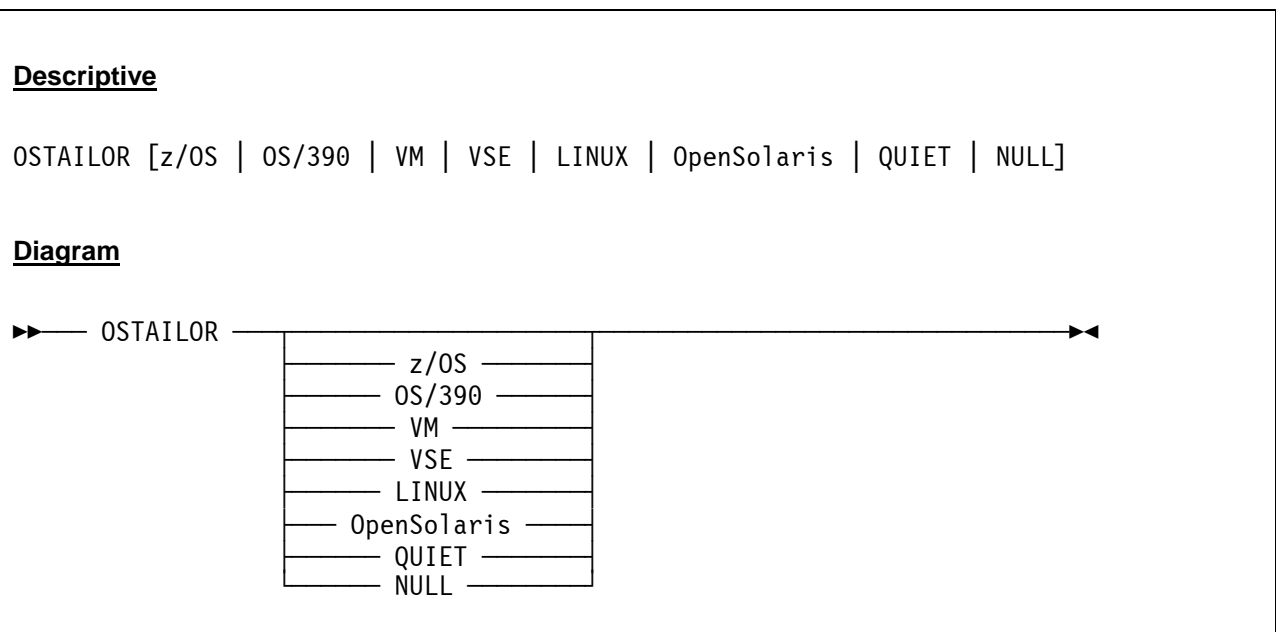 Descriptive
OSTAILOR [z/OS | OS/390 | VM | VSE | LINUX | OpenSolaris | QUIET | NULL]
Diagram
OSTAILOR
z/OS
OS/390
VM
VSE
LINUX
OpenSolaris
QUIET
NULL